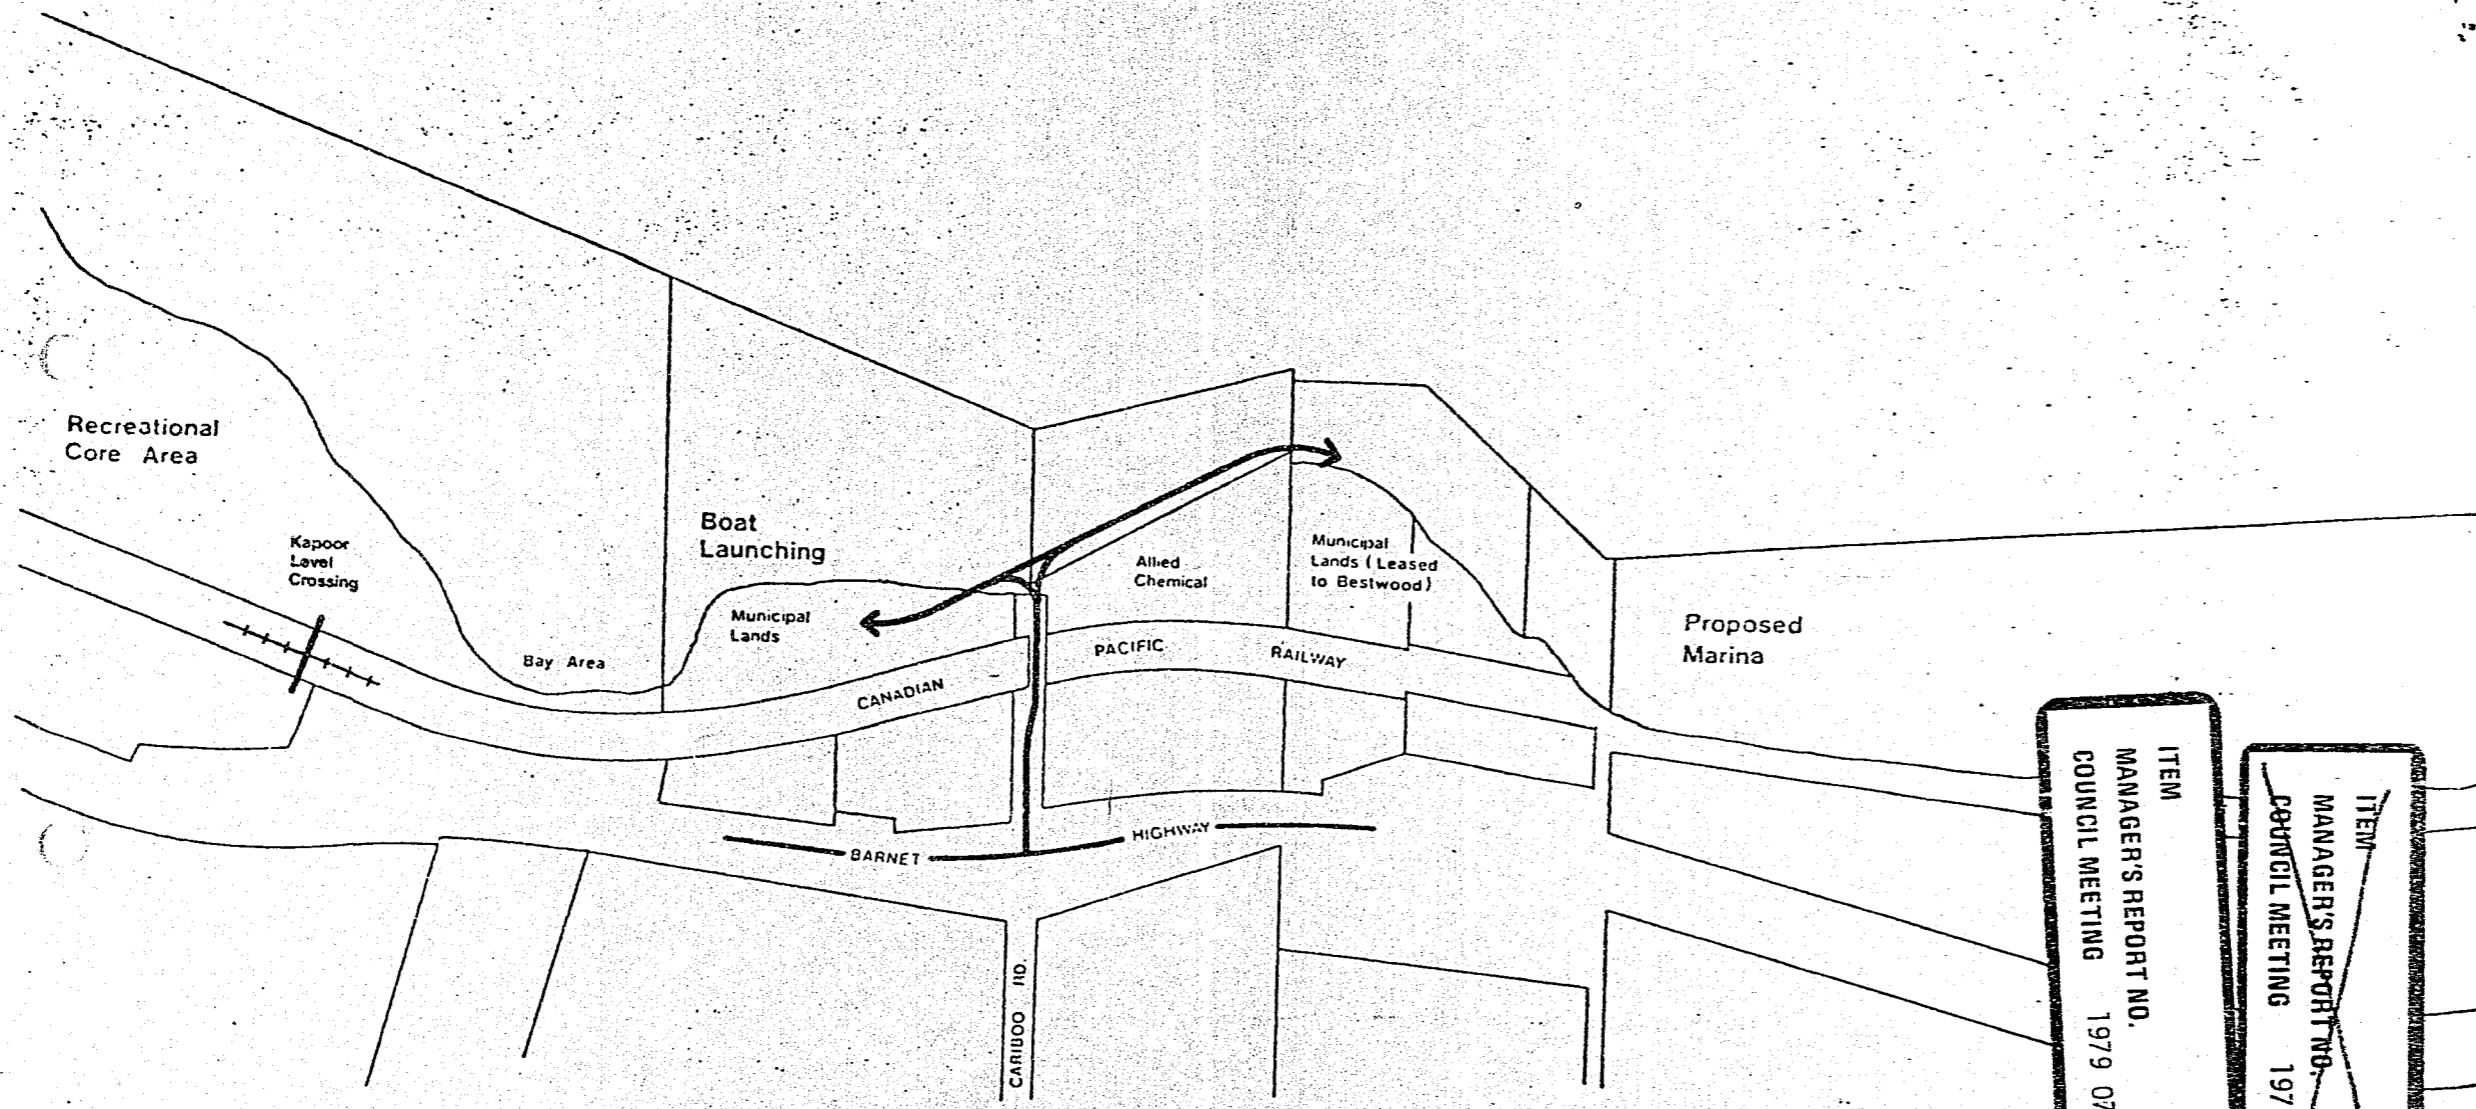 Recreational
Core Area
Kapoor
Level
Crossing
Bay Area
Boat
Launching
Municipal
Lands
Allied
Chemical
Municipal
Lands (Leased
to Bestwood)
Proposed
Marina
CANADIAN PACIFIC RAILWAY
BARNET HIGHWAY
CARIBOO RD.
ITEM
MANAGER'S REPORT NO.
COUNCIL MEETING 1979 07
ITEM
MANAGER'S REPORT NO.
COUNCIL MEETING 197